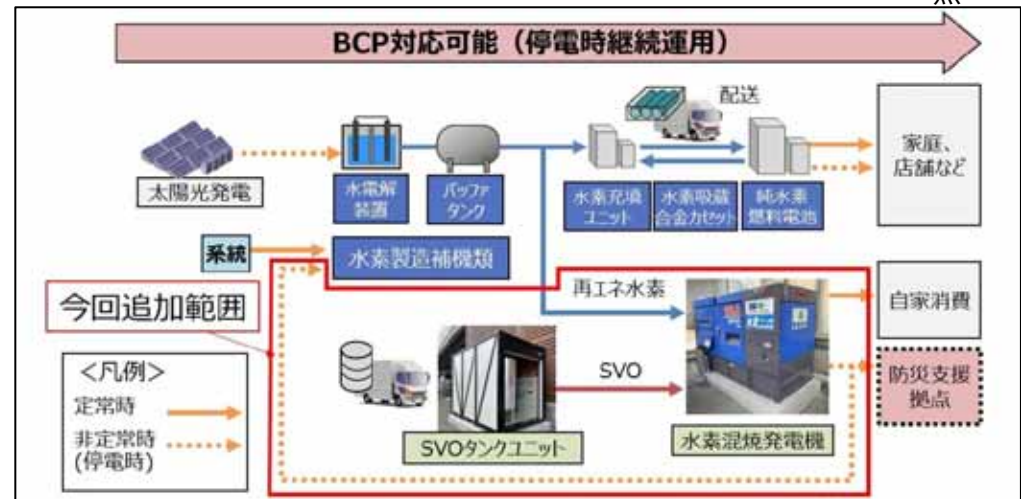 BCP対応可能（停電時継続運用）
配送
太陽光発電
水電解
装置
バッファ
タンク
水素充填
ユニット
水素吸蔵
合金カセット
純水素
燃料電池
家庭、
店舗など
系統
水素製造補機類
今回追加範囲
再エネ水素
自家消費
<凡例>
定常時
非定常時
(停電時)
SVO
防災支援
拠点
SVOタンクユニット
水素混焼発電機